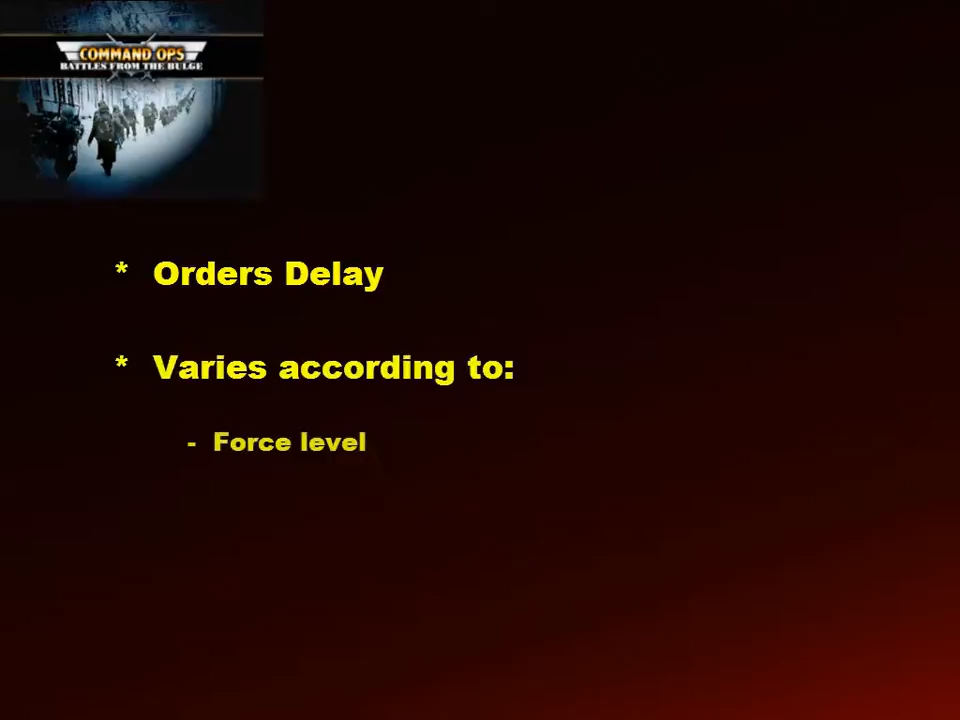 COMMAND OPS
BATTLES FROM THE BULGE
* Orders Delay
* Varies according to:
- Force level